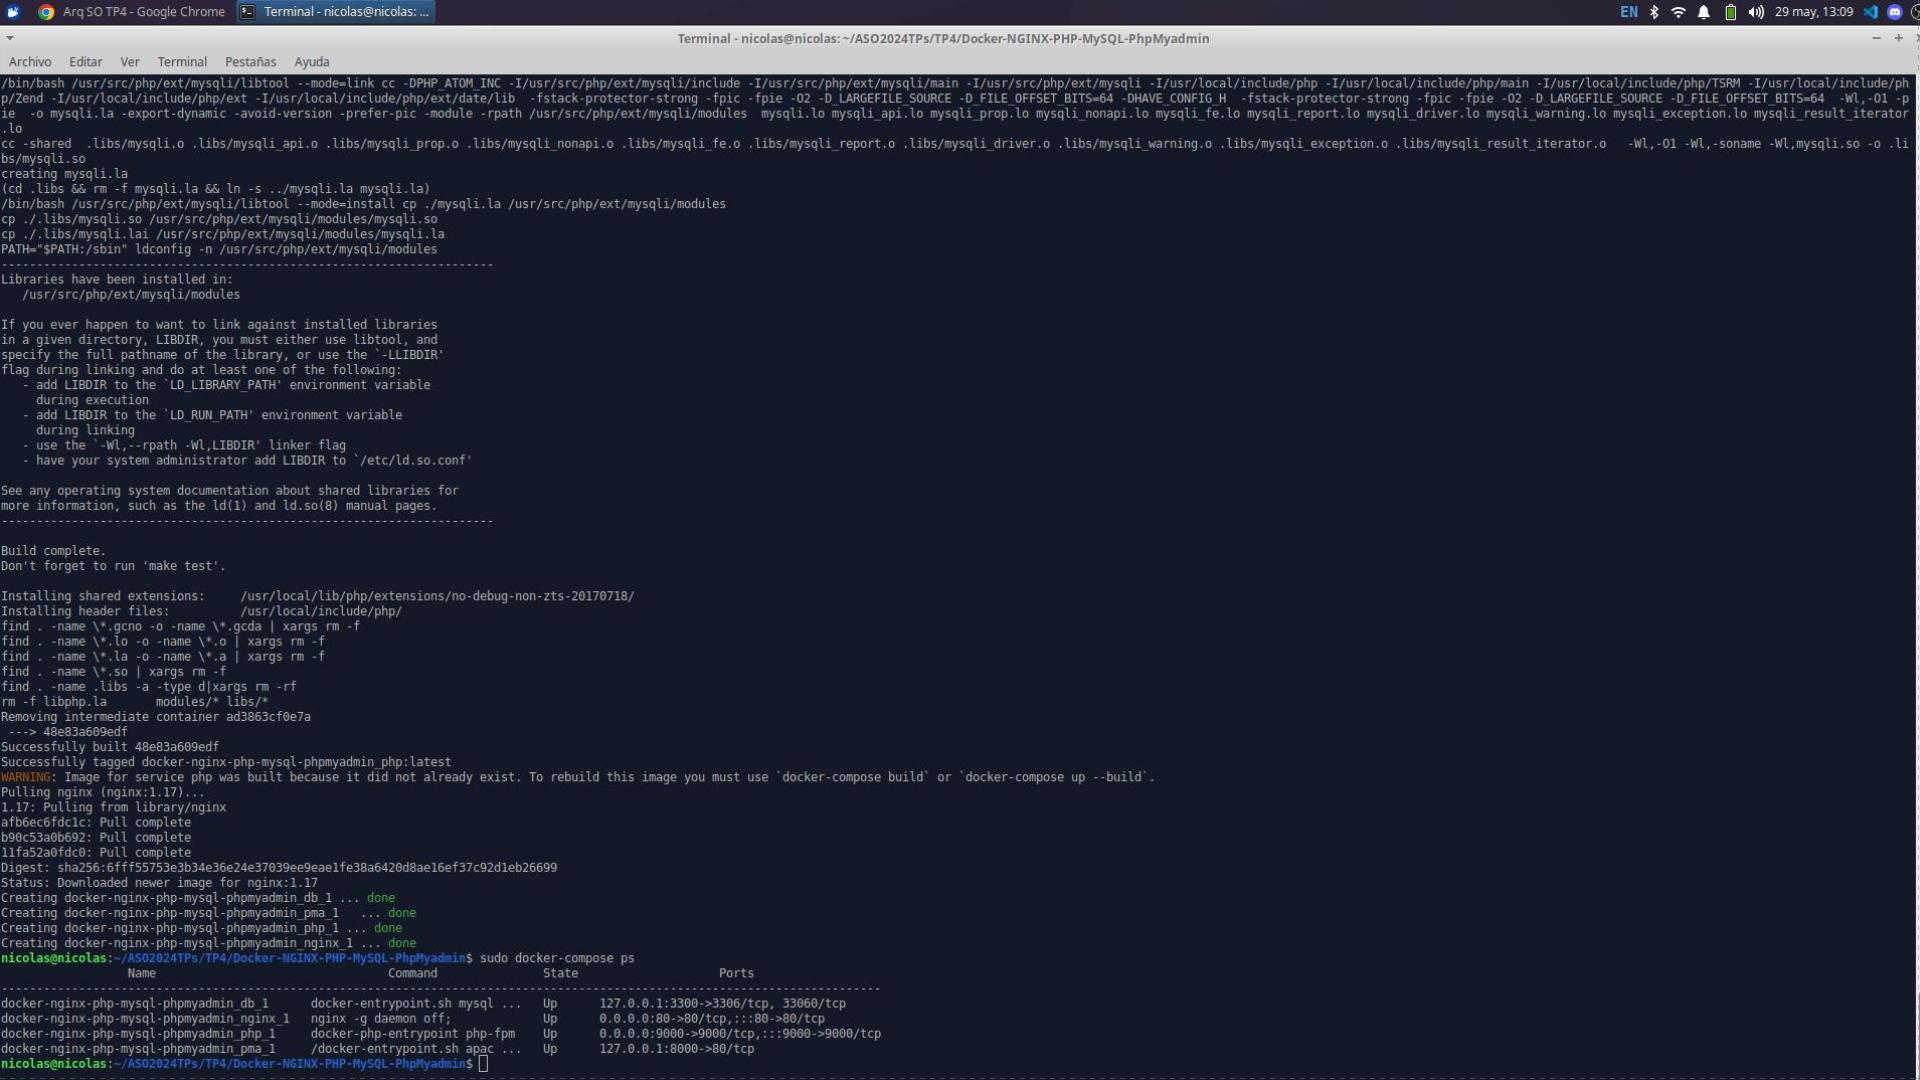 Arq SO TP4 - Google Chrome
Terminal - nicolas@nicolas: ...
EN
29 may, 13:09
Terminal - nicolas@nicolas: ~/ASO2024TPs/TP4/Docker-NGINX-PHP-MySQL-PhpMyadmin
Archivo Editar Ver Terminal Pestañas Ayuda
/bin/bash /usr/src/php/ext/mysqli/libtool --mode=link cc -DPHP_ATOM_INC -I/usr/src/php/ext/mysqli/include -I/usr/src/php/ext/mysqli/main -I/usr/src/php/ext/mysqli -I/usr/local/include/php -I/usr/local/include/php/main -I/usr/local/include/php/TSRM -I/usr/local/include/ph
p/Zend -I/usr/local/include/php/ext -I/usr/local/include/php/ext/date/lib  -fstack-protector-strong -fpic -fpie -O2 -D_LARGEFILE_SOURCE -D_FILE_OFFSET_BITS=64 -DHAVE_CONFIG_H  -fstack-protector-strong -fpic -fpie -O2 -D_LARGEFILE_SOURCE -D_FILE_OFFSET_BITS=64  -Wl,-O1 -p
ie  -o mysqli.la -export-dynamic -avoid-version -prefer-pic -module -rpath /usr/src/php/ext/mysqli/modules  mysqli.lo mysqli_api.lo mysqli_prop.lo mysqli_nonapi.lo mysqli_fe.lo mysqli_report.lo mysqli_driver.lo mysqli_warning.lo mysqli_exception.lo mysqli_result_iterator
.lo
cc -shared  .libs/mysqli.o .libs/mysqli_api.o .libs/mysqli_prop.o .libs/mysqli_nonapi.o .libs/mysqli_fe.o .libs/mysqli_report.o .libs/mysqli_driver.o .libs/mysqli_warning.o .libs/mysqli_exception.o .libs/mysqli_result_iterator.o   -Wl,-O1 -Wl,-soname -Wl,mysqli.so -o .li
bs/mysqli.so
creating mysqli.la
(cd .libs && rm -f mysqli.la && ln -s ../mysqli.la mysqli.la)
/bin/bash /usr/src/php/ext/mysqli/libtool --mode=install cp ./mysqli.la /usr/src/php/ext/mysqli/modules
cp ./.libs/mysqli.so /usr/src/php/ext/mysqli/modules/mysqli.so
cp ./.libs/mysqli.lai /usr/src/php/ext/mysqli/modules/mysqli.la
PATH="$PATH:/sbin" ldconfig -n /usr/src/php/ext/mysqli/modules
----------------------------------------------------------------------
Libraries have been installed in:
   /usr/src/php/ext/mysqli/modules
If you ever happen to want to link against installed libraries
in a given directory, LIBDIR, you must either use libtool, and
specify the full pathname of the library, or use the `-LLIBDIR'
flag during linking and do at least one of the following:
   - add LIBDIR to the `LD_LIBRARY_PATH' environment variable
     during execution
   - add LIBDIR to the `LD_RUN_PATH' environment variable
     during linking
   - use the `-Wl,--rpath -Wl,LIBDIR' linker flag
   - have your system administrator add LIBDIR to `/etc/ld.so.conf'
See any operating system documentation about shared libraries for
more information, such as the ld(1) and ld.so(8) manual pages.
----------------------------------------------------------------------
Build complete.
Don't forget to run 'make test'.
Installing shared extensions:     /usr/local/lib/php/extensions/no-debug-non-zts-20170718/
Installing header files:          /usr/local/include/php/
find . -name \*.gcno -o -name \*.gcda | xargs rm -f
find . -name \*.lo -o -name \*.o | xargs rm -f
find . -name \*.la -o -name \*.a | xargs rm -f
find . -name \*.so | xargs rm -f
find . -name .libs -a -type d|xargs rm -rf
rm -f libphp.la       modules/* libs/*
Removing intermediate container ad3863cf0e7a
 ---> 48e83a609edf
Successfully built 48e83a609edf
Successfully tagged docker-nginx-php-mysql-phpmyadmin_php:latest
WARNING: Image for service php was built because it did not already exist. To rebuild this image you must use `docker-compose build` or `docker-compose up --build`.
Pulling nginx (nginx:1.17)...
1.17: Pulling from library/nginx
afb6ec6fdc1c: Pull complete
b90c53a0b692: Pull complete
11fa52a0fdc0: Pull complete
Digest: sha256:6fff55753e3b34e36e24e37039ee9eae1fe38a6420d8ae16ef37c92d1eb26699
Status: Downloaded newer image for nginx:1.17
Creating docker-nginx-php-mysql-phpmyadmin_db_1 ... done
Creating docker-nginx-php-mysql-phpmyadmin_pma_1   ... done
Creating docker-nginx-php-mysql-phpmyadmin_php_1 ... done
Creating docker-nginx-php-mysql-phpmyadmin_nginx_1 ... done
nicolas@nicolas:~/ASO2024TPs/TP4/Docker-NGINX-PHP-MySQL-PhpMyadmin$ sudo docker-compose ps
Name Command State Ports
-----------------------------------------------------------------------------------------------------------------------------
docker-nginx-php-mysql-phpmyadmin_db_1      docker-entrypoint.sh mysql ...   Up      127.0.0.1:3300->3306/tcp, 33060/tcp
docker-nginx-php-mysql-phpmyadmin_nginx_1   nginx -g daemon off;             Up      0.0.0.0:80->80/tcp,:::80->80/tcp
docker-nginx-php-mysql-phpmyadmin_php_1     docker-php-entrypoint php-fpm    Up      0.0.0.0:9000->9000/tcp,:::9000->9000/tcp
docker-nginx-php-mysql-phpmyadmin_pma_1     /docker-entrypoint.sh apac ...   Up      127.0.0.1:8000->80/tcp
nicolas@nicolas:~/ASO2024TPs/TP4/Docker-NGINX-PHP-MySQL-PhpMyadmin$